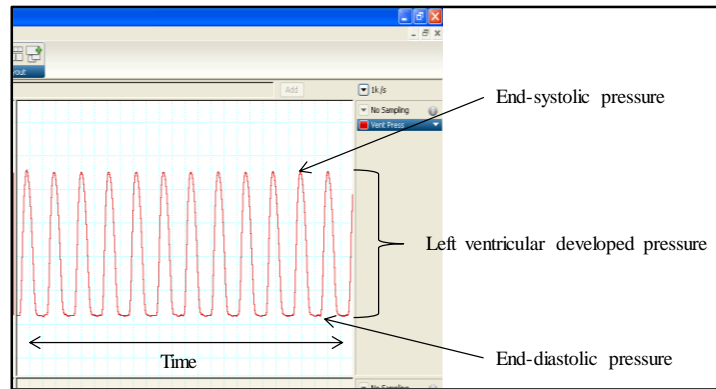 out
Add
1k/s
No Sampling
Vent Press
End-systolic pressure
Left ventricular developed pressure
Time
End-diastolic pressure
No Sampling